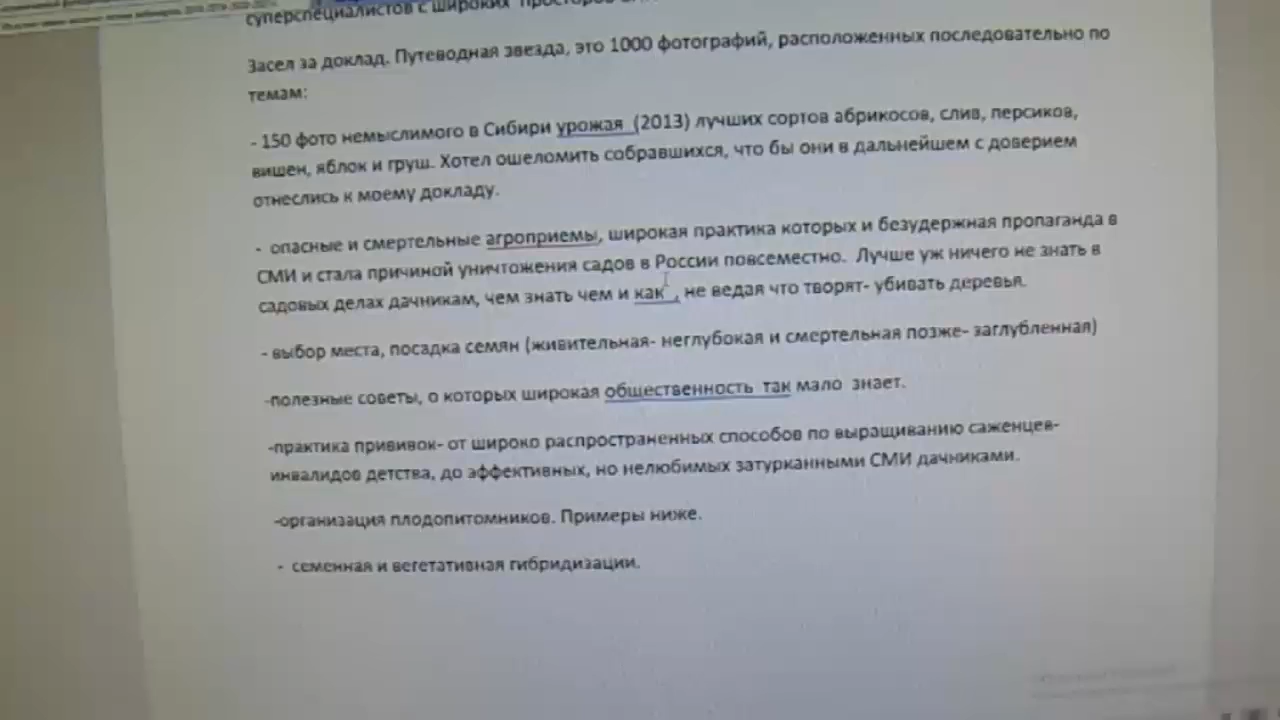 суперспециалистов с широких просторов
Засел за доклад. Путеводная звезда, это 1000 фотографий, расположенных последовательно по
темам:
- 150 фото немыслимого в Сибири урожая (2013) лучших сортов абрикосов, слив, персиков,
вишен, яблок и груш. Хотел ошеломить собравшихся, что бы они в дальнейшем с доверием
отнеслись к моему докладу.
- опасные и смертельные агроприемы, широкая практика которых и безудержная пропаганда в
СМИ и стала причиной уничтожения садов в России повсеместно. Лучше уж ничего не знать в
садовых делах дачникам, чем знать чем и как , не ведая что творят- убивать деревья.
- выбор места, посадка семян (живительная- неглубокая и смертельная позже- заглубленная)
-полезные советы, о которых широкая общественность так мало знает.
-практика прививок- от широко распространенных способов по выращиванию саженцев-
инвалидов детства, до эффективных, но нелюбимых затурканными СМИ дачниками.
-организация плодопитомников. Примеры ниже.
- семенная и вегетативная гибридизации.